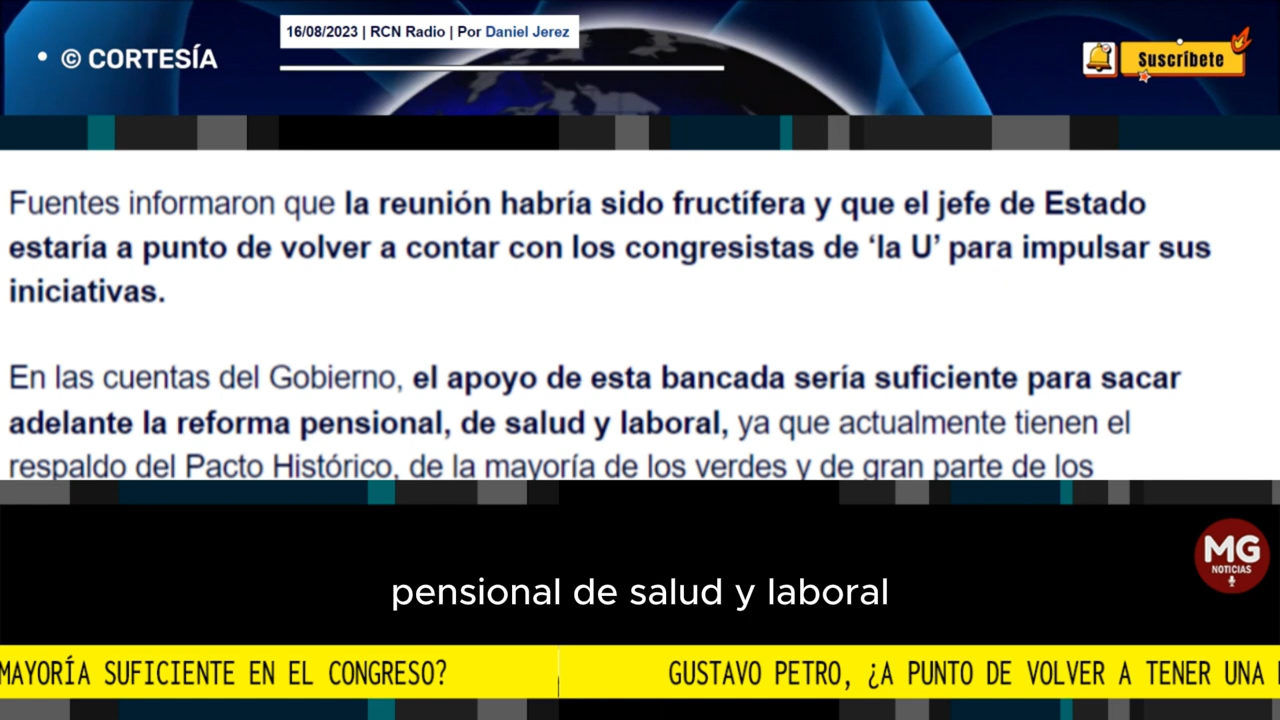 16/08/2023 | RCN Radio | Por Daniel Jerez
• © CORTESÍA
Suscríbete
Fuentes informaron que la reunión habría sido fructífera y que el jefe de Estado
estaría a punto de volver a contar con los congresistas de ‘la U’ para impulsar sus
iniciativas.
En las cuentas del Gobierno, el apoyo de esta bancada sería suficiente para sacar
adelante la reforma pensional, de salud y laboral, ya que actualmente tienen el
respaldo del Pacto Histórico, de la mayoría de los verdes y de gran parte de los
MG
NOTICIAS
pensional de salud y laboral
MAYORÍA SUFICIENTE EN EL CONGRESO? GUSTAVO PETRO, ¿A PUNTO DE VOLVER A TENER UNA